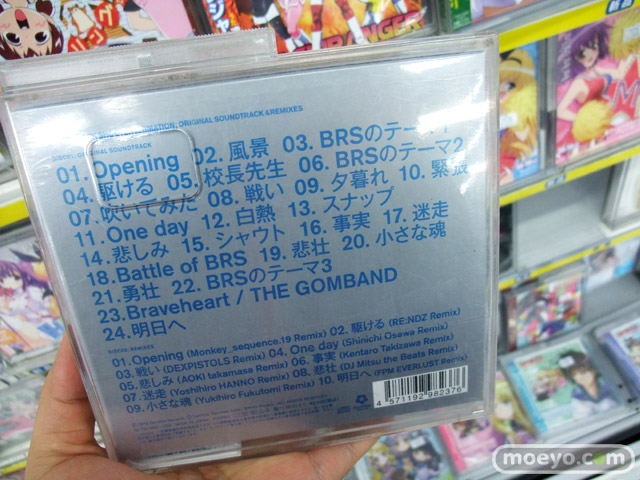 ORIGINAL SOUNDTRACK & REMIXES
DISC01: ORIGINAL SOUNDTRACK
01. Opening 02. 風景 03. BRSのテーマ1
04. 駆ける 05. 校長先生 06. BRSのテーマ2
07. 吹いてみた 08. 戦い 09. 夕暮れ 10. 緊張
11. One day 12. 白熱 13. スナップ
14. 悲しみ 15. シャウト 16. 事実 17. 迷走
18. Battle of BRS 19. 悲壮 20. 小さな魂
21. 勇壮 22. BRSのテーマ3
23. Braveheart / THE GOMBAND
24. 明日へ
DISC02: REMIXES
01. Opening (Monkey_sequence.19 Remix) 02. 駆ける (RE:NDZ Remix)
03. 戦い (DEXPISTOLS Remix) 04. One day (Shinichi Osawa Remix)
05. 悲しみ (AOKI takamasa Remix) 06. 事実 (Kentaro Takizawa Remix)
07. 迷走 (Yoshihiro HANNO Remix) 08. 悲壮 (DJ Mitsu the Beats Remix)
09. 小さな魂 (Yukihiro Fukutomi Remix) 10. 明日へ (FPM EVERLUST Remix)
4 571192 982376
moeyo.com